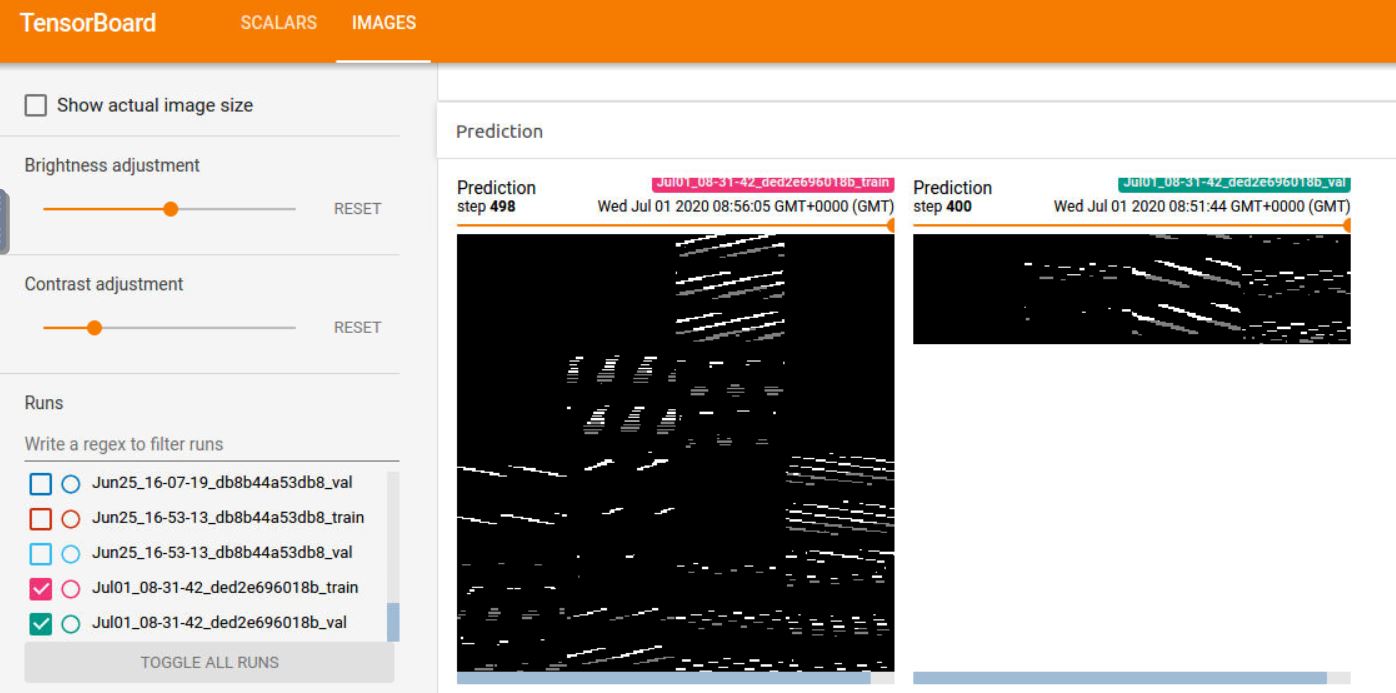 TensorBoard
SCALARS
IMAGES
Show actual image size
Brightness adjustment
RESET
Contrast adjustment
RESET
Runs
Write a regex to filter runs
Jun25_16-07-19_db8b44a53db8_val
Jun25_16-53-13_db8b44a53db8_train
Jun25_16-53-13_db8b44a53db8_val
Jul01_08-31-42_ded2e696018b_train
Jul01_08-31-42_ded2e696018b_val
TOGGLE ALL RUNS
Prediction
Prediction
Jul01_08-31-42_ded2e696018b_train
step 498
Wed Jul 01 2020 08:56:05 GMT+0000 (GMT)
Prediction
Jul01_08-31-42_ded2e696018b_val
step 400
Wed Jul 01 2020 08:51:44 GMT+0000 (GMT)